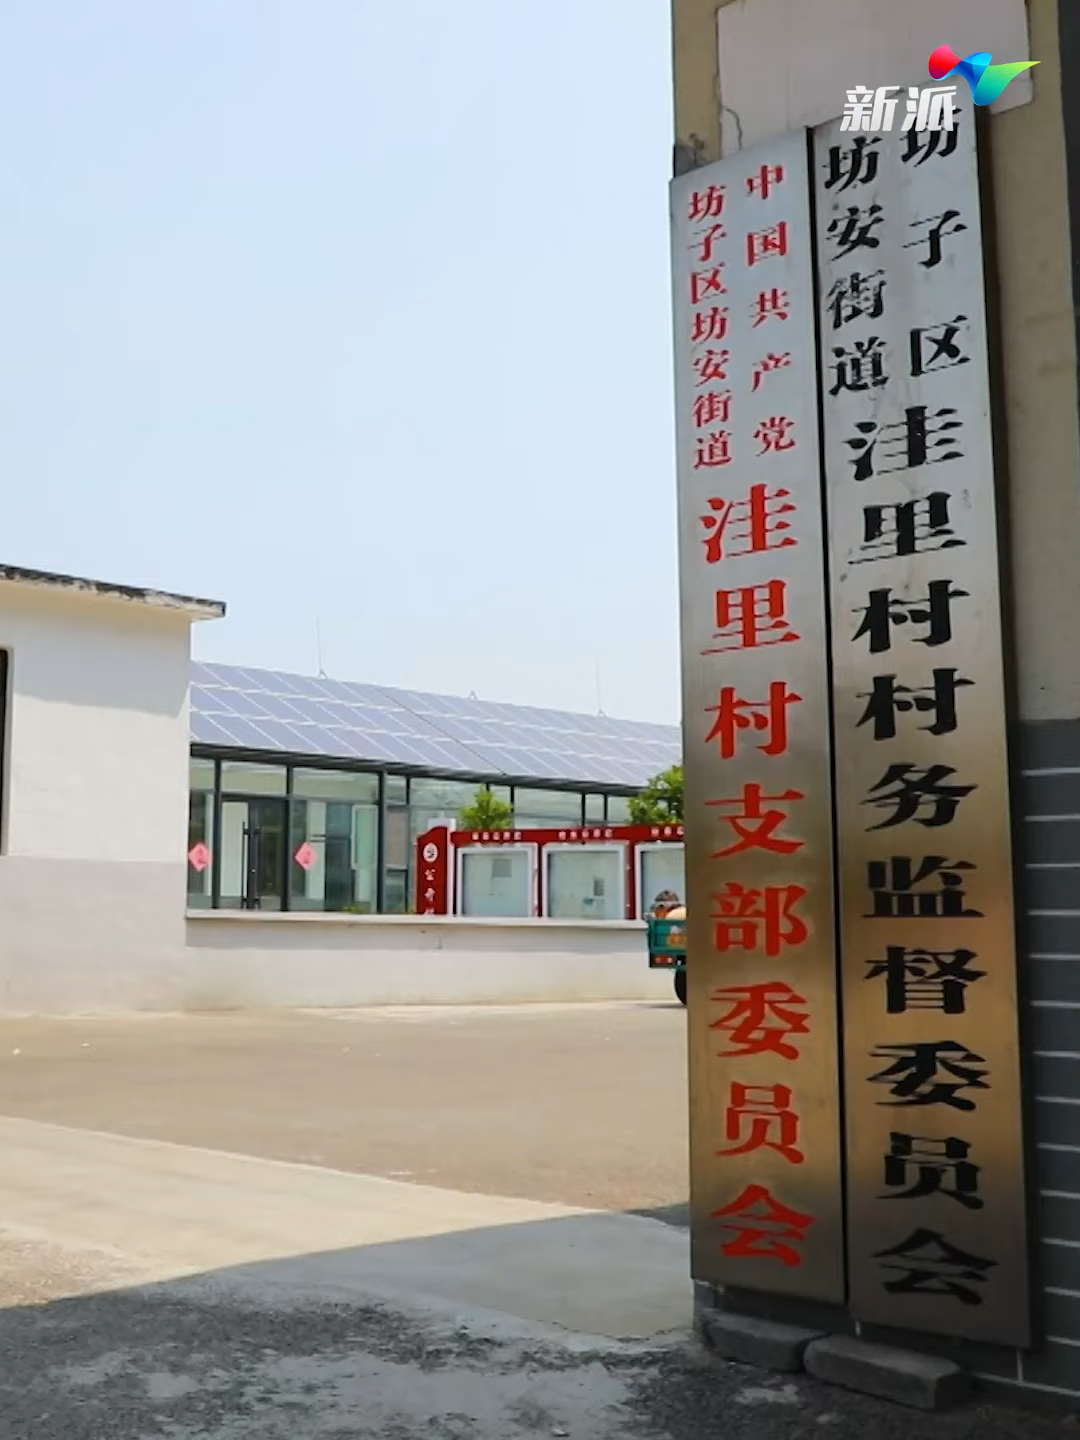 新派
中国共产党
坊子区坊安街道
洼里村支部委员会
坊子区
坊安街道
洼里村村务监督委员会